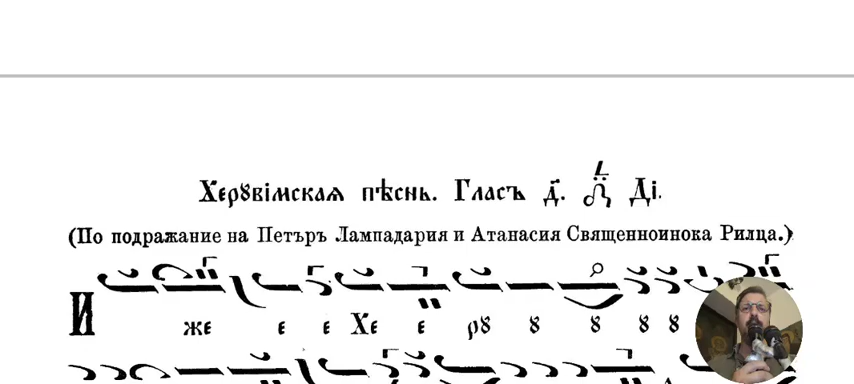 Херꙋвімскаѧ пѣснь. Гласъ д҃. Ді.
(По подражание на Петъръ Лампадария и Атанасия Священноинока Рилца.)
И же е е Хе е рꙋ ꙋ ꙋ ꙋ ꙋ